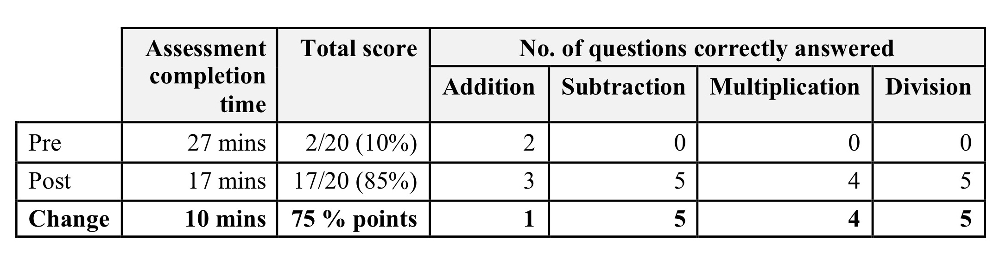 Assessment completion time Total score No. of questions correctly answered
Addition Subtraction Multiplication Division
Pre 27 mins 2/20 (10%) 2 0 0 0
Post 17 mins 17/20 (85%) 3 5 4 5
Change 10 mins 75 % points 1 5 4 5